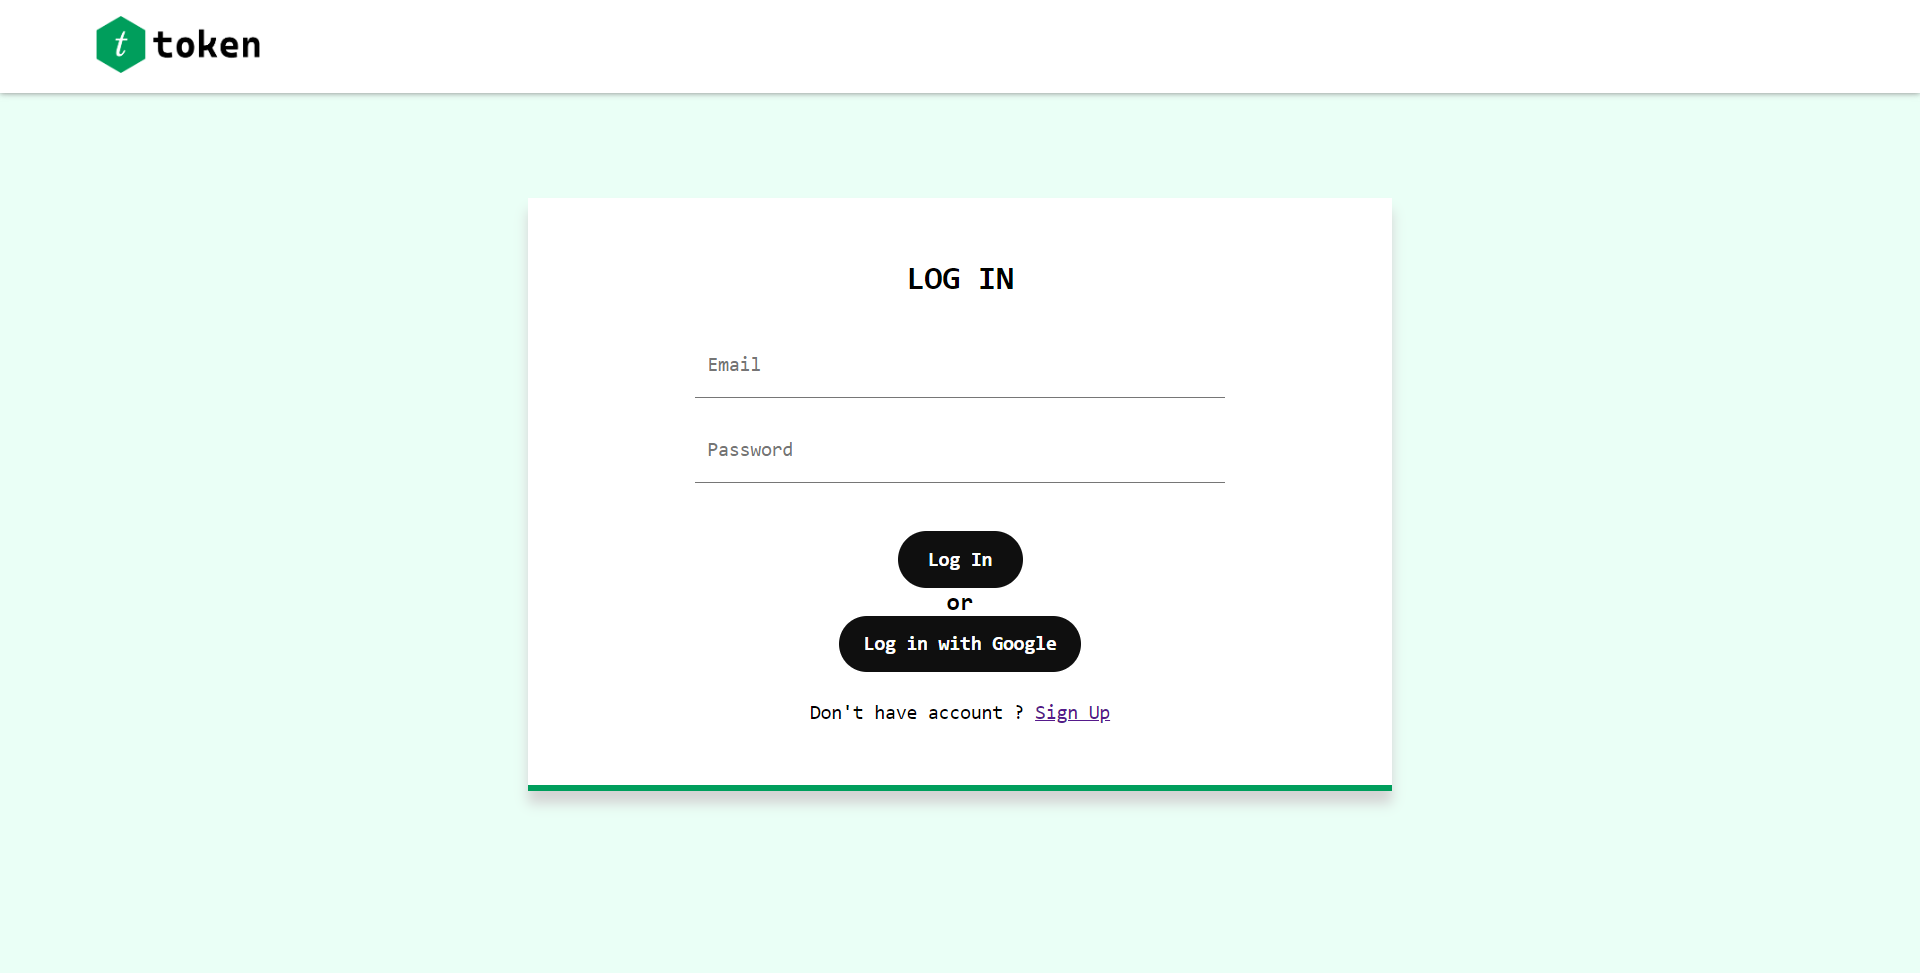 t token
LOG IN
Email
Password
Log In
or
Log in with Google
Don't have account ? Sign Up